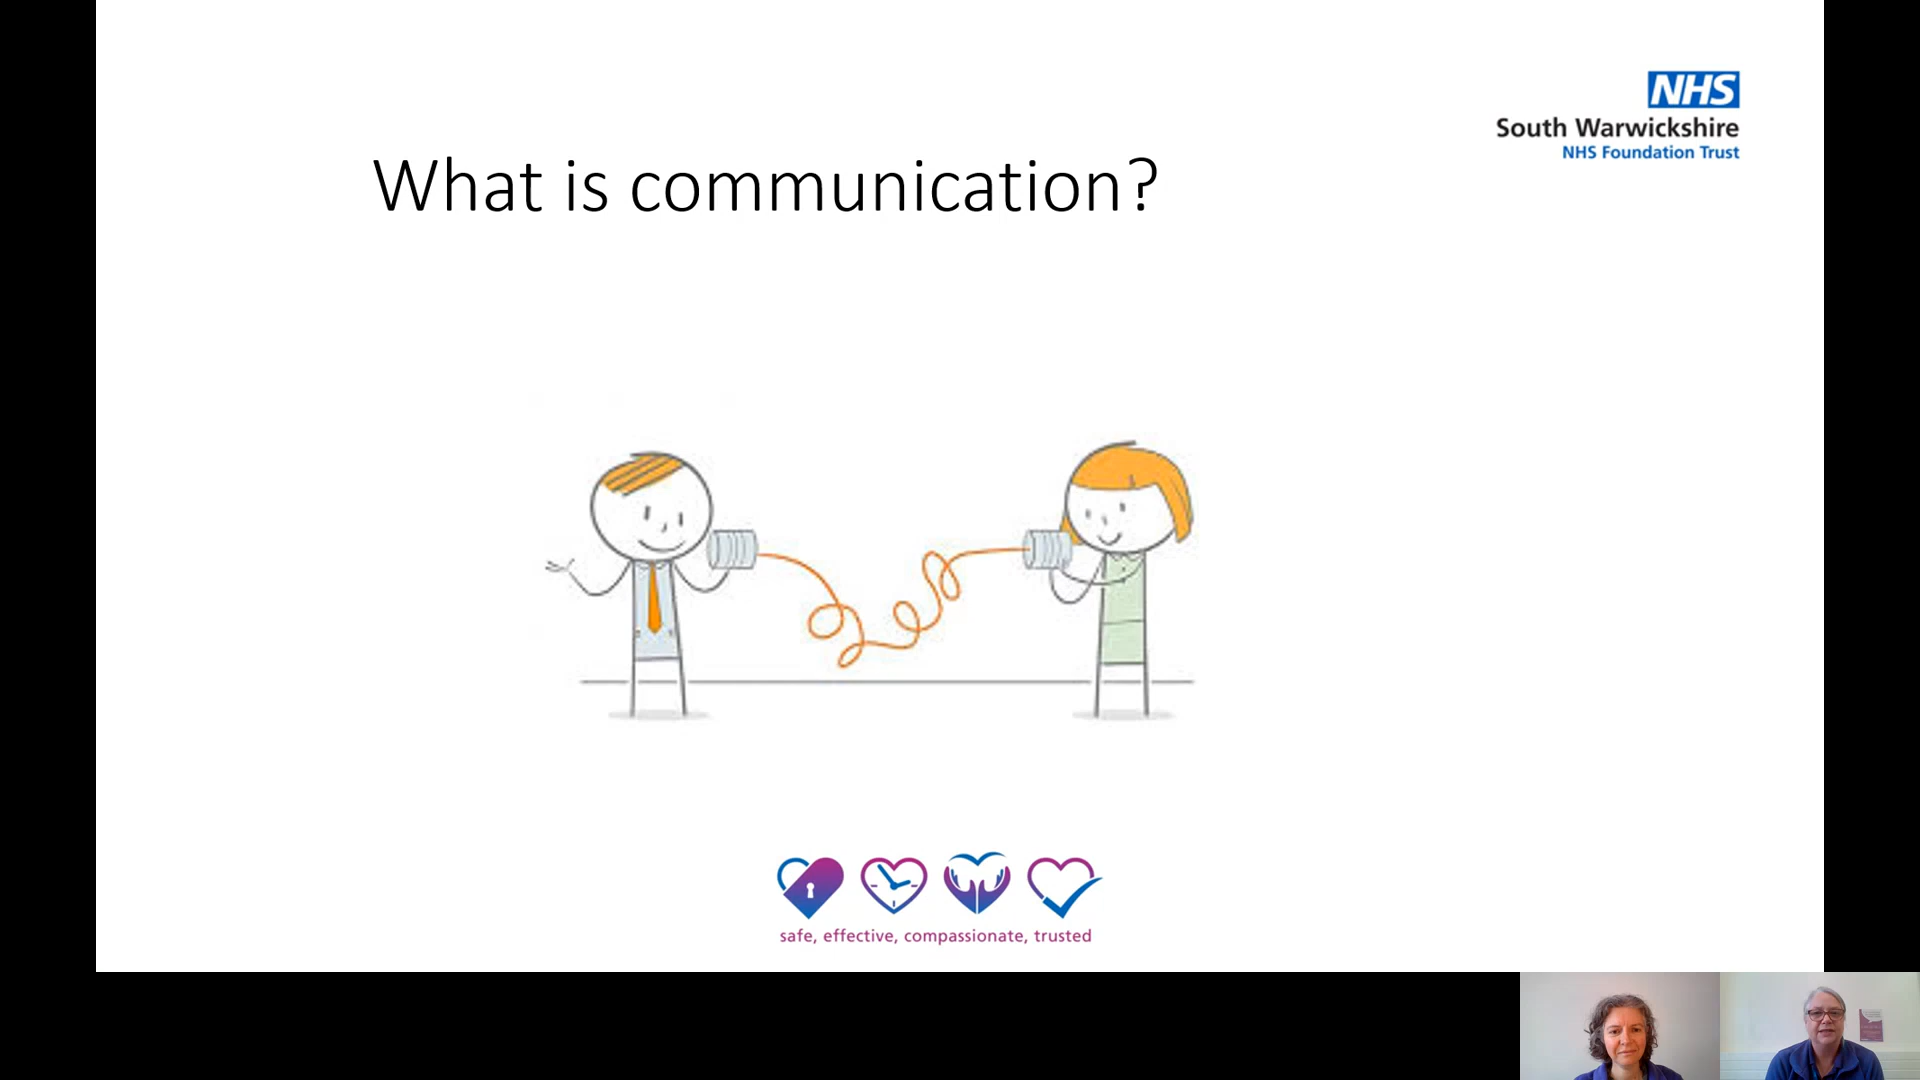 NHS
South Warwickshire
NHS Foundation Trust
What is communication?
safe, effective, compassionate, trusted